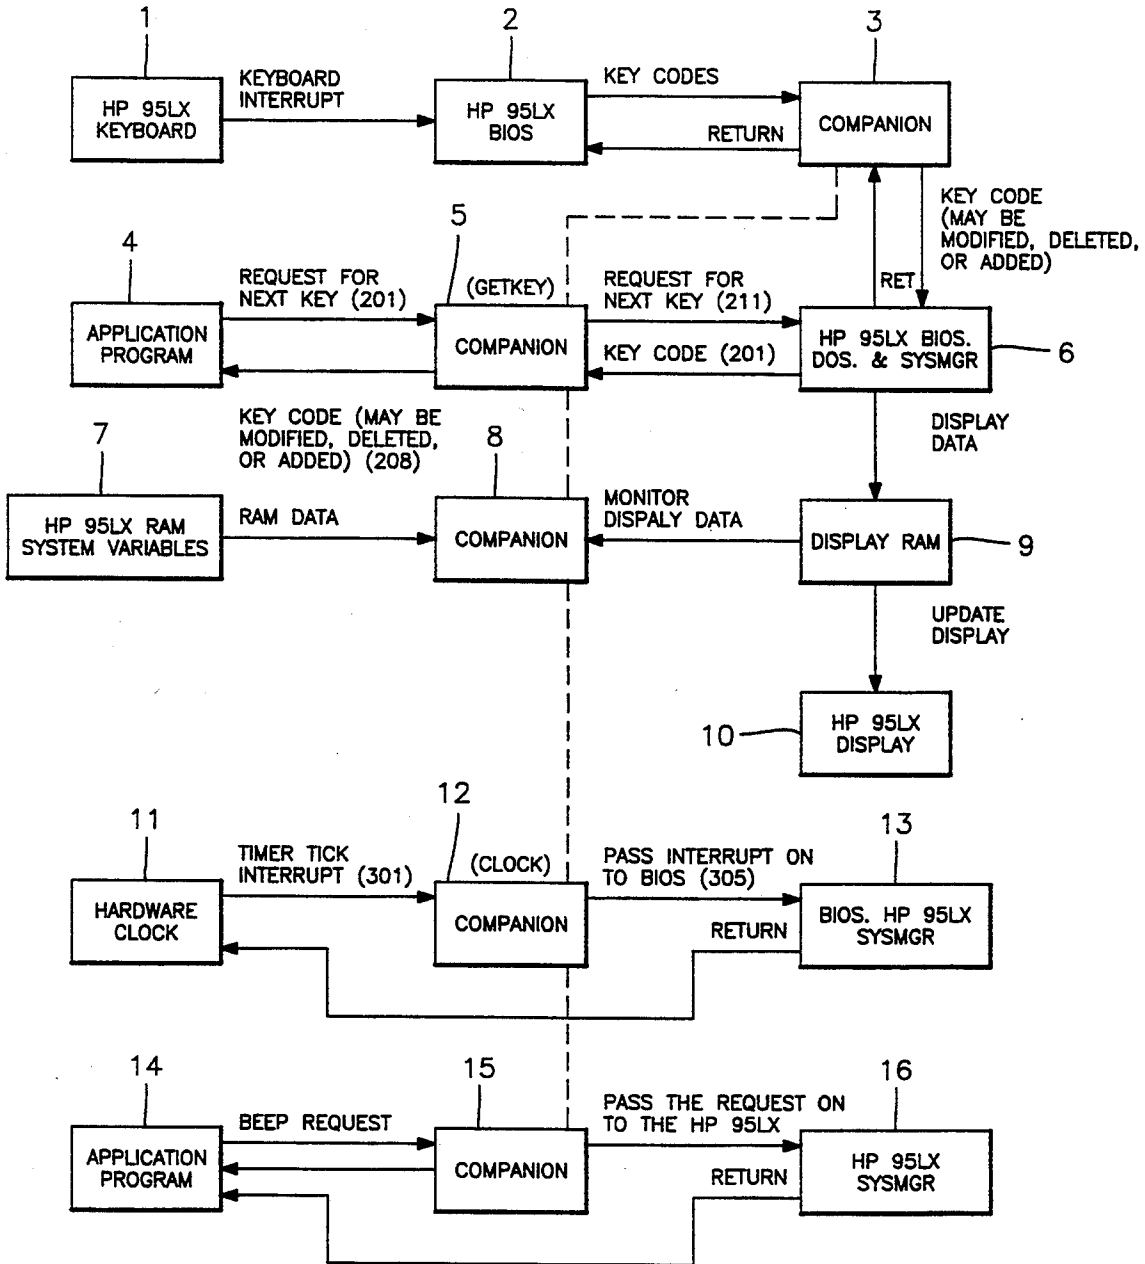 1
2
3
HP 95LX
KEYBOARD
KEYBOARD
INTERRUPT
HP 95LX
BIOS
KEY CODES
RETURN
COMPANION
KEY CODE
(MAY BE
MODIFIED, DELETED,
OR ADDED)
RET
4
5
APPLICATION
PROGRAM
REQUEST FOR
NEXT KEY (201)
(GETKEY)
COMPANION
REQUEST FOR
NEXT KEY (211)
KEY CODE (201)
HP 95LX BIOS.
DOS. & SYSMGR
6
KEY CODE (MAY BE
MODIFIED, DELETED,
OR ADDED) (208)
DISPLAY
DATA
7
8
HP 95LX RAM
SYSTEM VARIABLES
RAM DATA
COMPANION
MONITOR
DISPALY DATA
DISPLAY RAM
9
UPDATE
DISPLAY
10
HP 95LX
DISPLAY
11
12
13
HARDWARE
CLOCK
TIMER TICK
INTERRUPT (301)
(CLOCK)
COMPANION
PASS INTERRUPT ON
TO BIOS (305)
RETURN
BIOS. HP 95LX
SYSMGR
14
15
16
APPLICATION
PROGRAM
BEEP REQUEST
COMPANION
PASS THE REQUEST ON
TO THE HP 95LX
RETURN
HP 95LX
SYSMGR